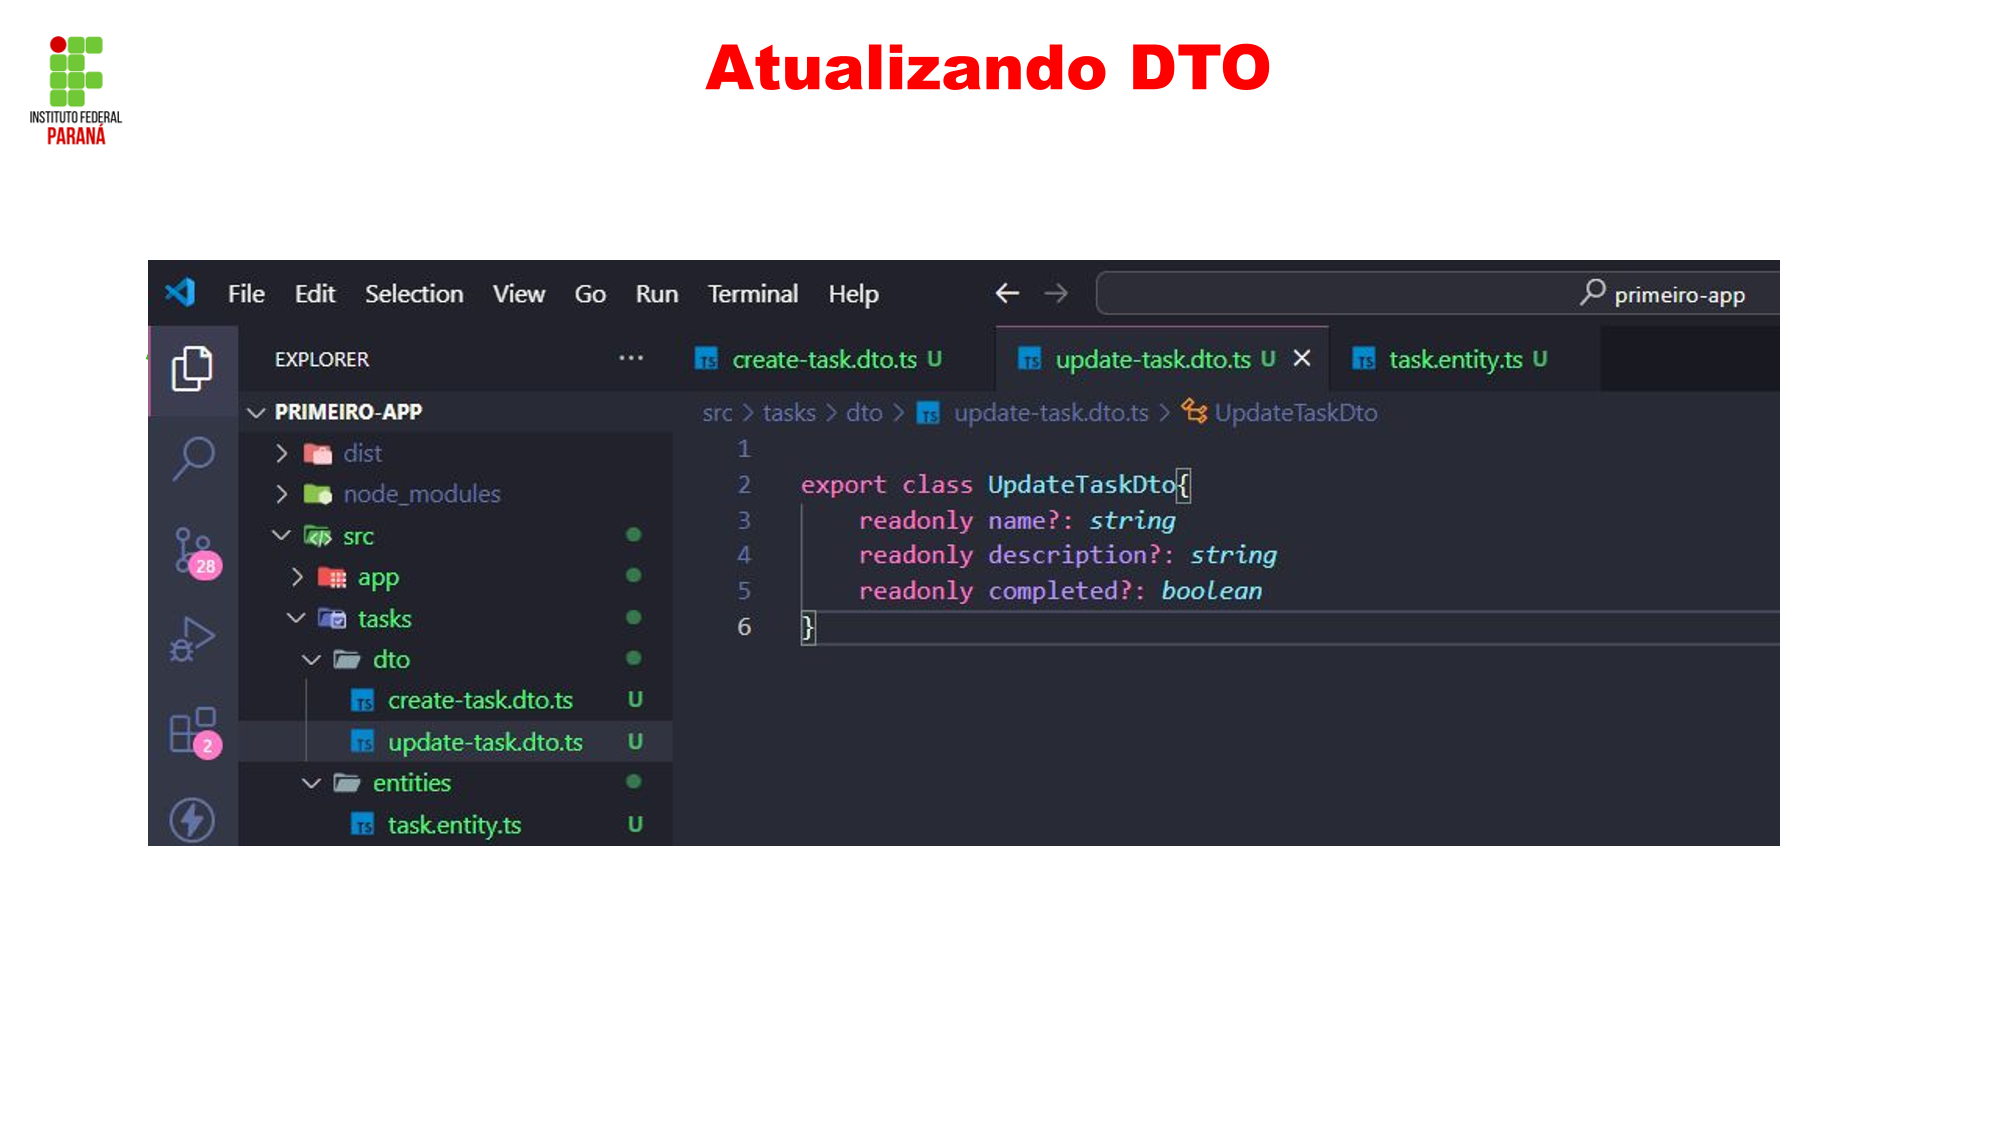 INSTITUTO FEDERAL
PARANÁ
Atualizando DTO
File Edit Selection View Go Run Terminal Help
primeiro-app
EXPLORER
create-task.dto.ts U
update-task.dto.ts U
task.entity.ts U
PRIMEIRO-APP
dist
node_modules
src
app
tasks
dto
create-task.dto.ts U
update-task.dto.ts U
entities
task.entity.ts U
28
2
src > tasks > dto > TS update-task.dto.ts > UpdateTaskDto
1
2 export class UpdateTaskDto{
3 readonly name?: string
4 readonly description?: string
5 readonly completed?: boolean
6 }